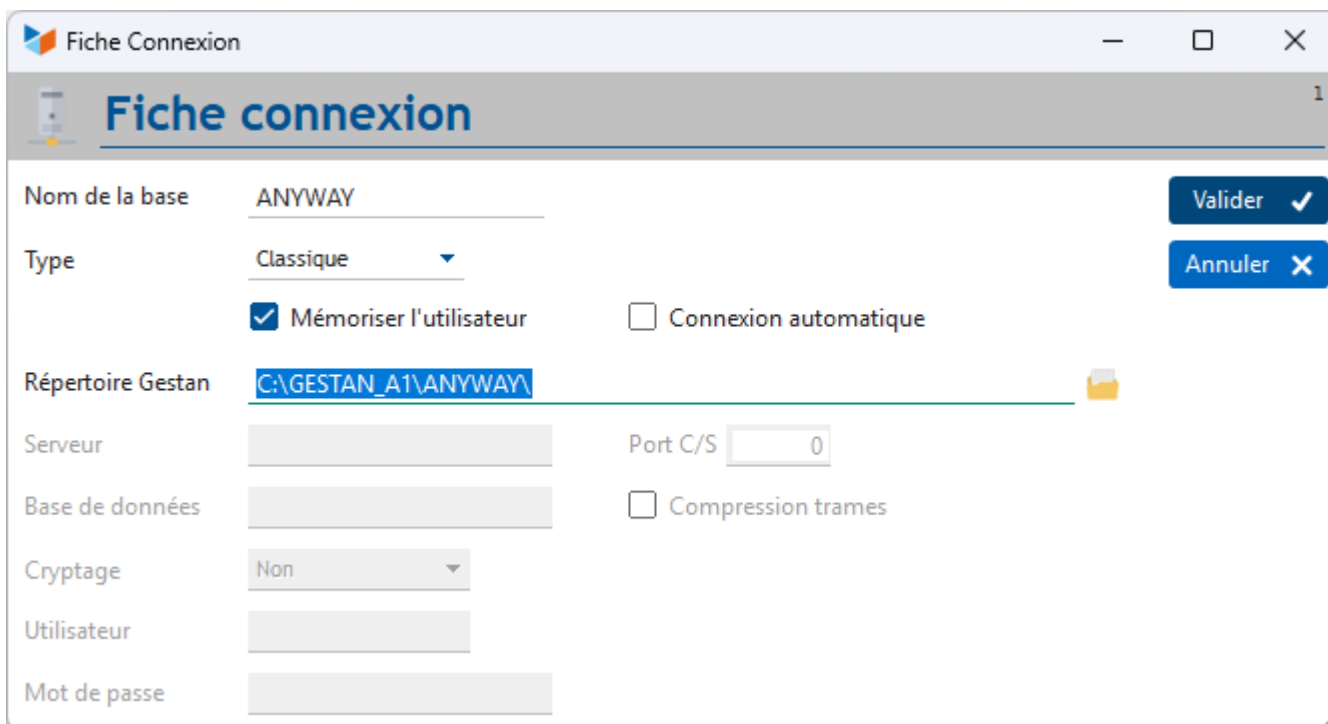 Fiche Connexion
Fiche connexion
1
Nom de la base ANYWAY
Valider
Type Classique
Annuler
Mémoriser l'utilisateur Connexion automatique
Répertoire Gestan C:\GESTAN_A1\ANYWAY\
Serveur Port C/S 0
Base de données Compression trames
Cryptage Non
Utilisateur
Mot de passe